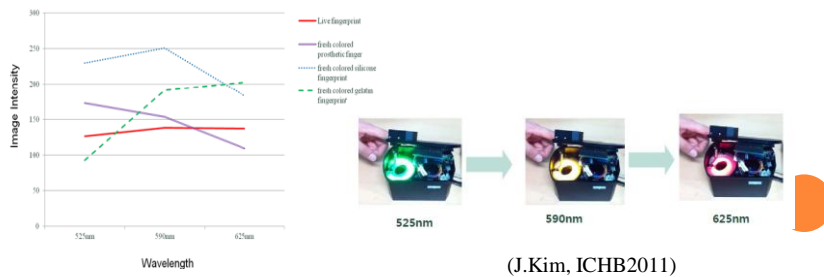 Live fingerprint
fresh colored
prosthetic finger
fresh colored silicone
fingerprint
fresh colored gelatin
fingerprint
300
250
200
150
100
50
0
Image Intensity
525nm
590nm
625nm
Wavelength
525nm
590nm
625nm
(J.Kim, ICHB2011)